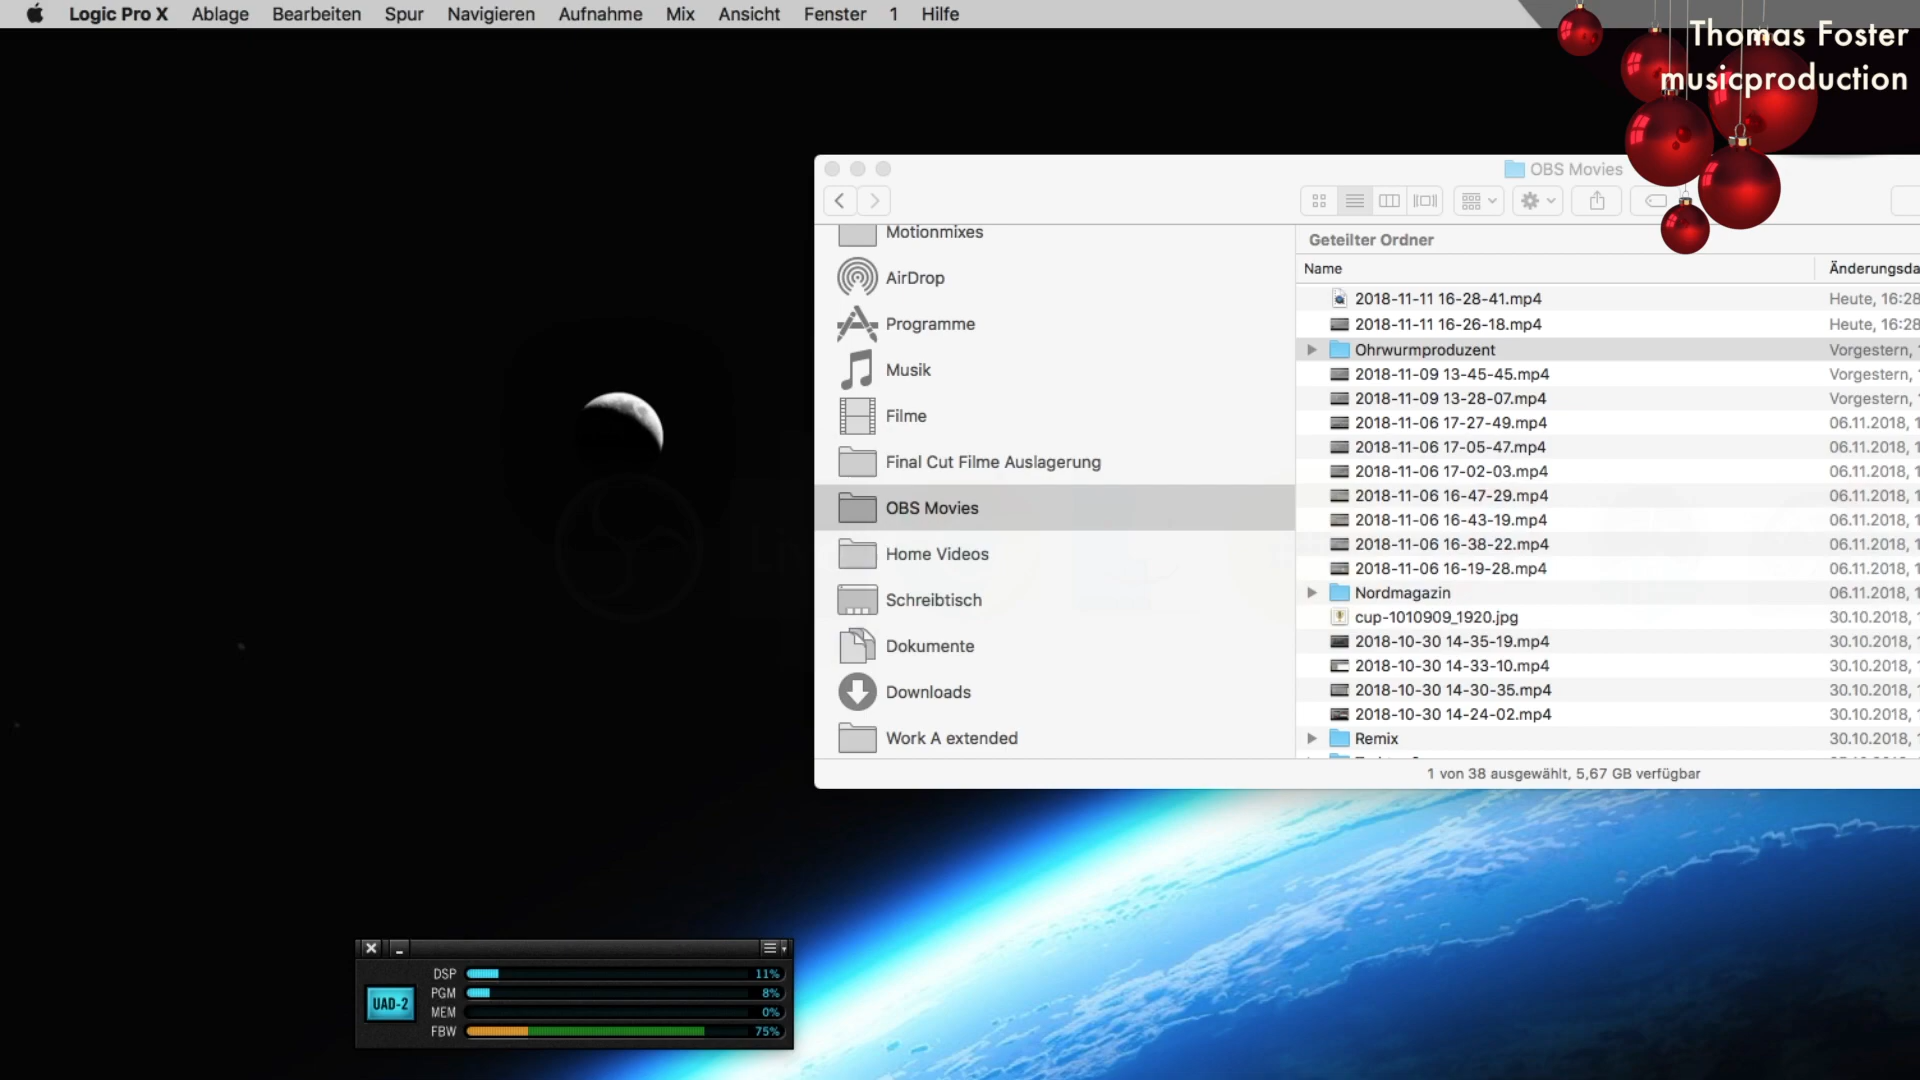 Logic Pro X Ablage Bearbeiten Spur Navigieren Aufnahme Mix Ansicht Fenster 1 Hilfe
Thomas Foster
musicproduction
OBS Movies
Motionmixes
AirDrop
Programme
Musik
Filme
Final Cut Filme Auslagerung
OBS Movies
Home Videos
Schreibtisch
Dokumente
Downloads
Work A extended
Geteilter Ordner
Name Änderungsda
2018-11-11 16-28-41.mp4 Heute, 16:28
2018-11-11 16-26-18.mp4 Heute, 16:28
Ohrwurmproduzent Vorgestern,
2018-11-09 13-45-45.mp4 Vorgestern,
2018-11-09 13-28-07.mp4 Vorgestern,
2018-11-06 17-27-49.mp4 06.11.2018, 1
2018-11-06 17-05-47.mp4 06.11.2018, 1
2018-11-06 17-02-03.mp4 06.11.2018, 1
2018-11-06 16-47-29.mp4 06.11.2018, 1
2018-11-06 16-43-19.mp4 06.11.2018, 1
2018-11-06 16-38-22.mp4 06.11.2018, 1
2018-11-06 16-19-28.mp4 06.11.2018, 1
Nordmagazin 06.11.2018, 1
cup-1010909_1920.jpg 30.10.2018,
2018-10-30 14-35-19.mp4 30.10.2018,
2018-10-30 14-33-10.mp4 30.10.2018,
2018-10-30 14-30-35.mp4 30.10.2018,
2018-10-30 14-24-02.mp4 30.10.2018,
Remix 30.10.2018,
1 von 38 ausgewählt, 5,67 GB verfügbar
UAD-2
DSP 11%
PGM 8%
MEM 0%
FBW 75%